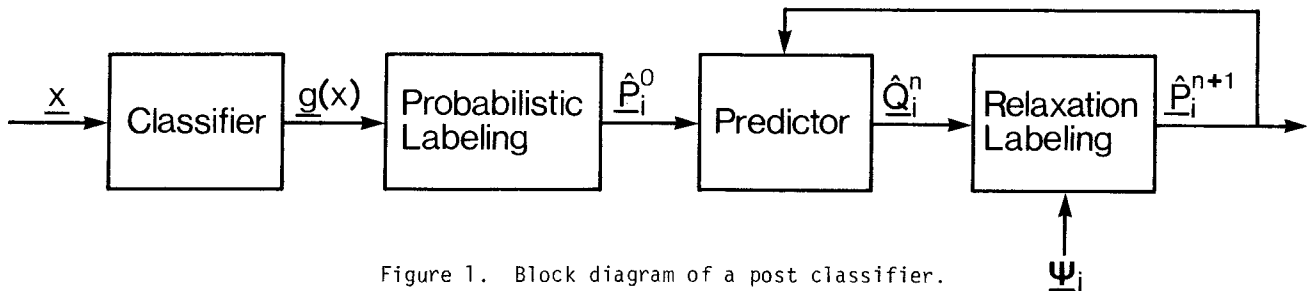 x
Classifier
g(x)
Probabilistic
Labeling
P̂ᵢ⁰
Predictor
Q̂ᵢⁿ
Relaxation
Labeling
P̂ᵢⁿ⁺¹
Ψᵢ
Figure 1. Block diagram of a post classifier.